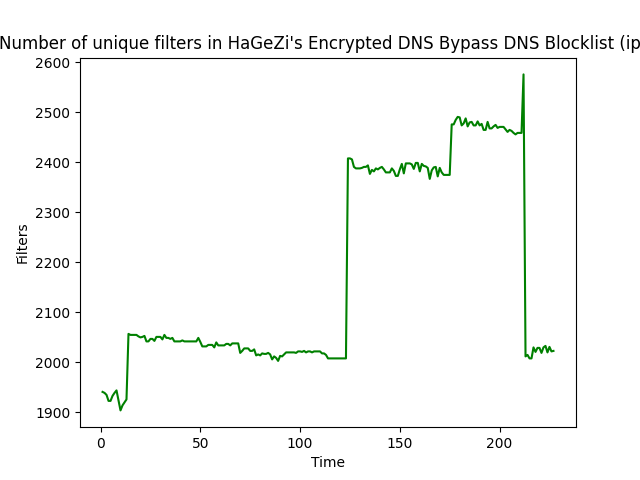 Number of unique filters in HaGeZi's Encrypted DNS Bypass DNS Blocklist (ip
2600
2500
2400
2300
2200
2100
2000
1900
Filters
0 50 100 150 200
Time